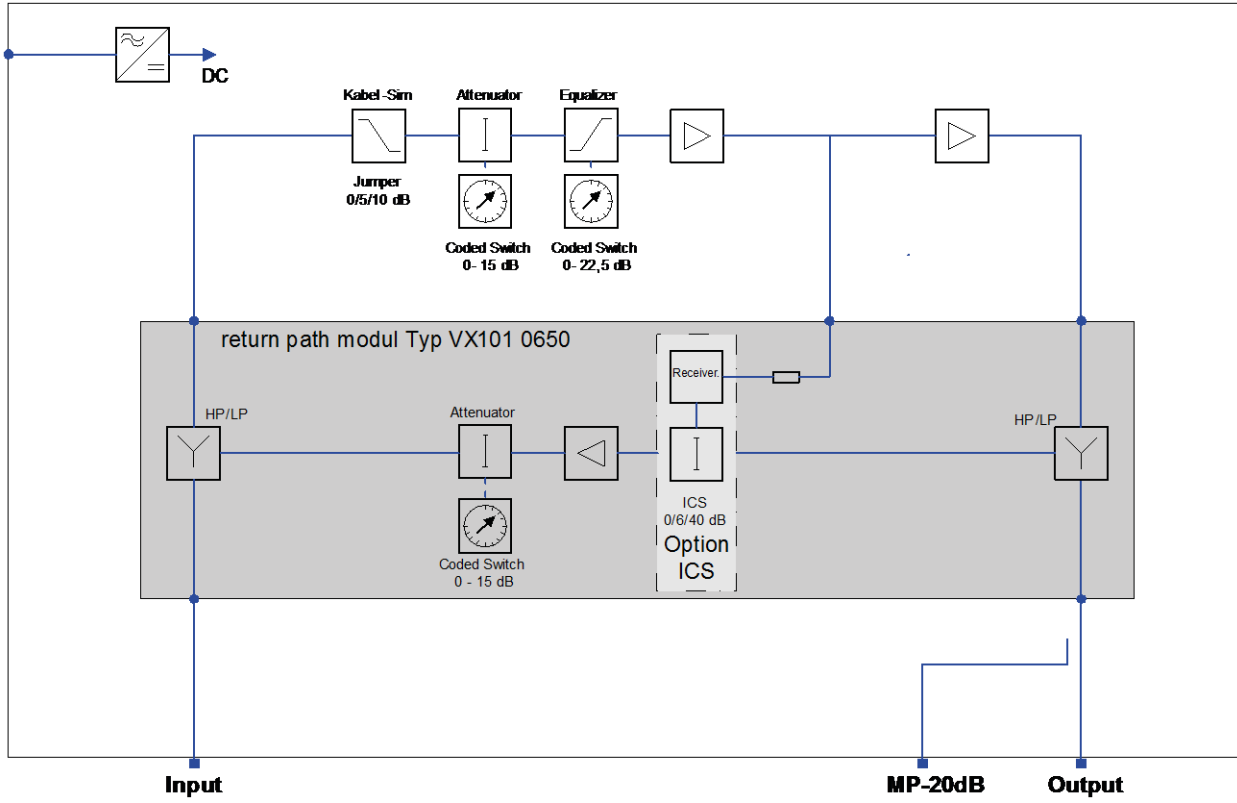 DC
Kabel-Sim
Attenuator
Equalizer
Jumper
0/5/10 dB
Coded Switch
0- 15 dB
Coded Switch
0- 22,5 dB
return path modul Typ VX101 0650
Receiver.
HP/LP
Attenuator
HP/LP
ICS
0/6/40 dB
Option
ICS
Coded Switch
0 - 15 dB
Input
MP-20dB
Output